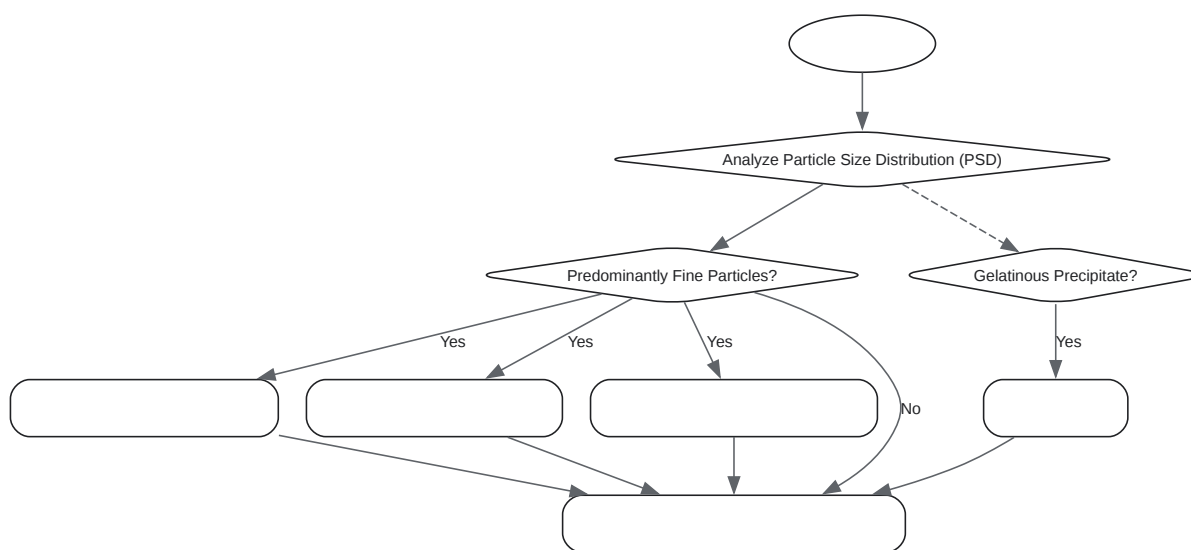 Analyze Particle Size Distribution (PSD)
Predominantly Fine Particles?
Gelatinous Precipitate?
Yes
Yes
Yes
Yes
No